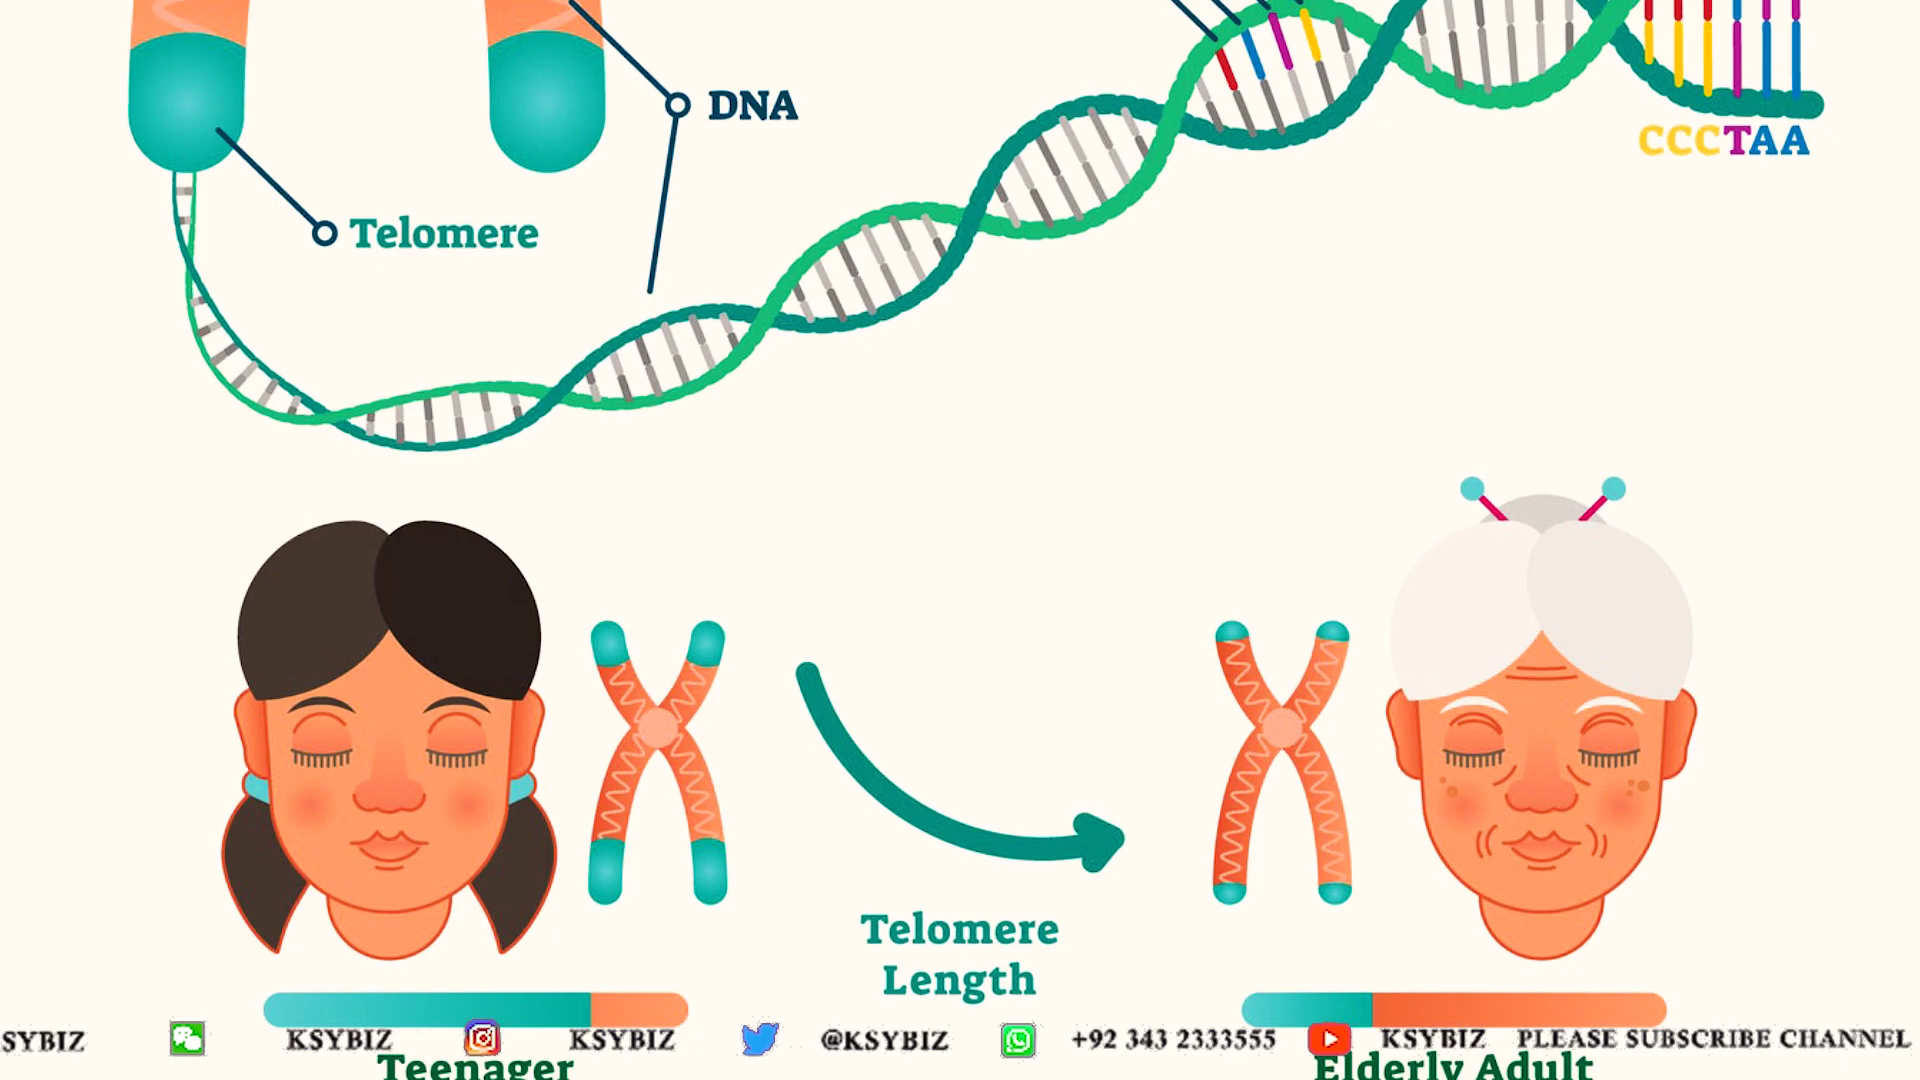 DNA
CCCTAA
Telomere
Telomere
Length
SYBIZ KSYBIZ KSYBIZ @KSYBIZ +92 343 2333555 KSYBIZ PLEASE SUBSCRIBE CHANNEL
Teenager
Elderly Adult